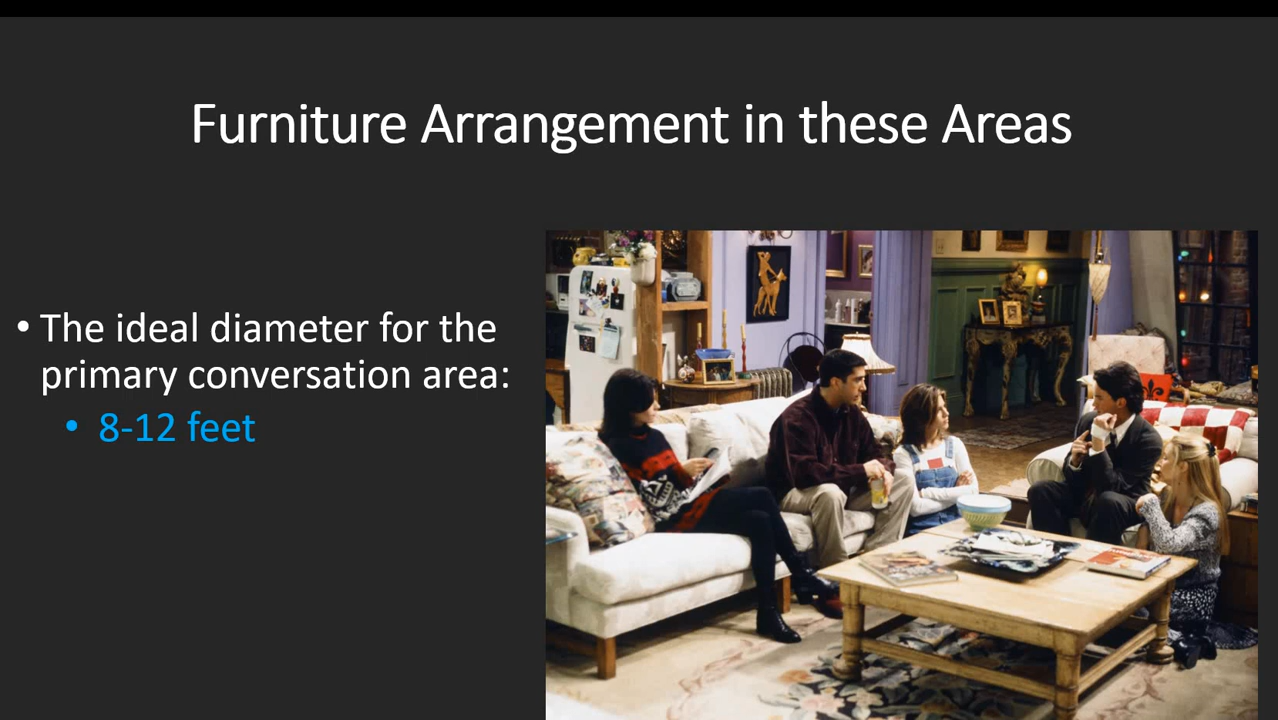 Furniture Arrangement in these Areas
• The ideal diameter for the
primary conversation area:
• 8-12 feet